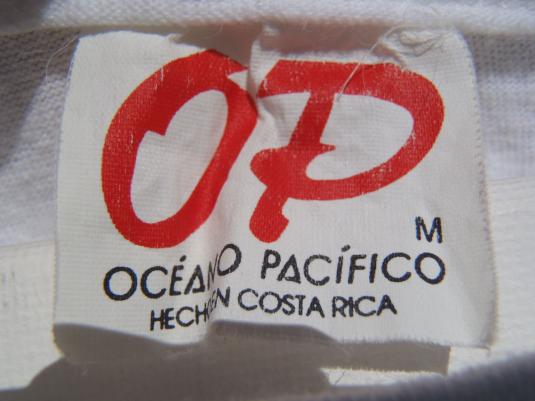 OP
M
OCÉANO PACÍFICO
HECHO EN COSTA RICA